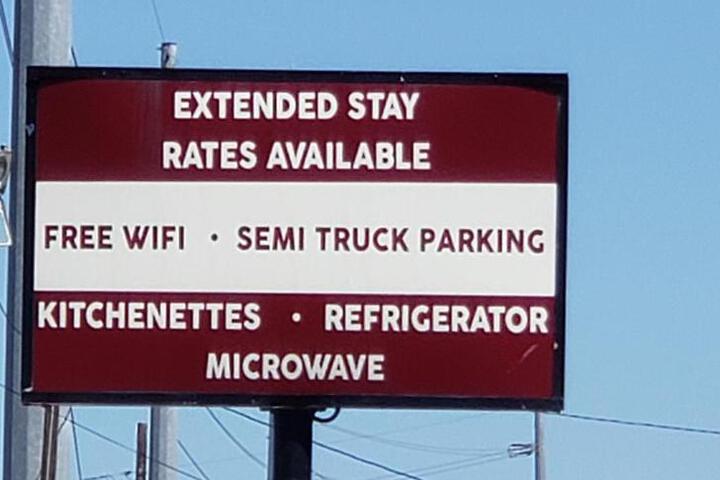 EXTENDED STAY
RATES AVAILABLE
FREE WIFI • SEMI TRUCK PARKING
KITCHENETTES • REFRIGERATOR
MICROWAVE